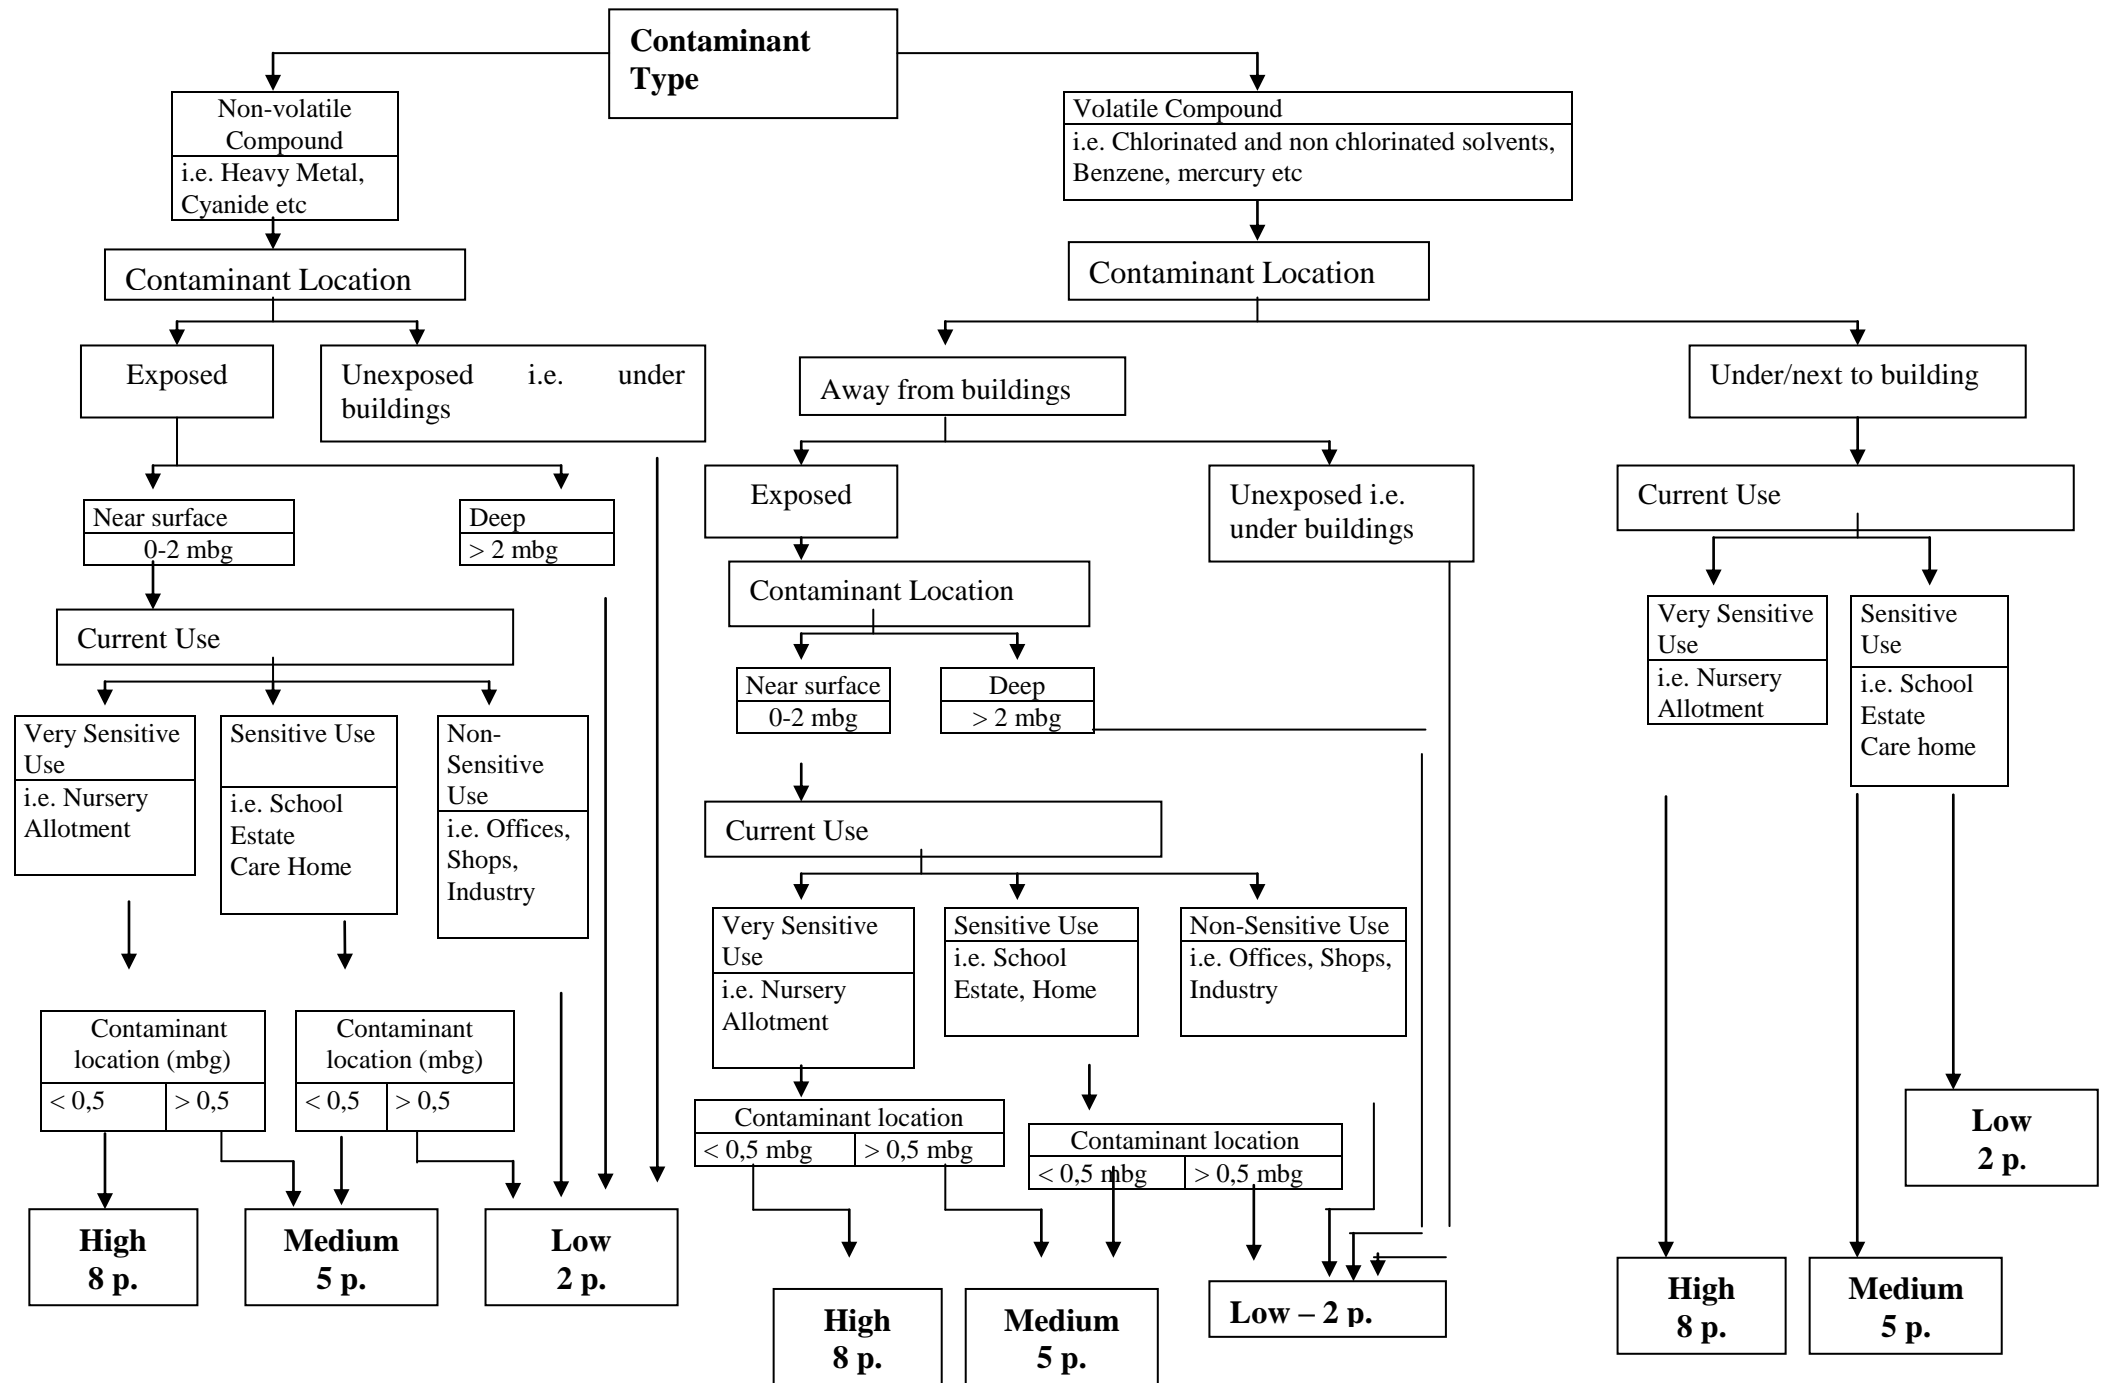 Contaminant
Type
Non-volatile
Compound
i.e. Heavy Metal,
Cyanide etc
Volatile Compound
i.e. Chlorinated and non chlorinated solvents,
Benzene, mercury etc
Contaminant Location
Contaminant Location
Exposed
Unexposed i.e. under
buildings
Away from buildings
Under/next to building
Near surface
0-2 mbg
Deep
> 2 mbg
Exposed
Unexposed i.e.
under buildings
Current Use
Contaminant Location
Current Use
Near surface
0-2 mbg
Deep
> 2 mbg
Very Sensitive
Use
i.e. Nursery
Allotment
Sensitive
Use
i.e. School
Estate
Care home
Very Sensitive
Use
i.e. Nursery
Allotment
Sensitive Use
i.e. School
Estate
Care Home
Non-
Sensitive
Use
i.e. Offices,
Shops,
Industry
Current Use
Very Sensitive
Use
i.e. Nursery
Allotment
Sensitive Use
i.e. School
Estate, Home
Non-Sensitive Use
i.e. Offices, Shops,
Industry
Contaminant
location (mbg)
< 0,5
> 0,5
Contaminant
location (mbg)
< 0,5
> 0,5
Contaminant location
< 0,5 mbg
> 0,5 mbg
Contaminant location
< 0,5 mbg
> 0,5 mbg
Low
2 p.
High
8 p.
Medium
5 p.
Low
2 p.
High
8 p.
Medium
5 p.
Low – 2 p.
High
8 p.
Medium
5 p.